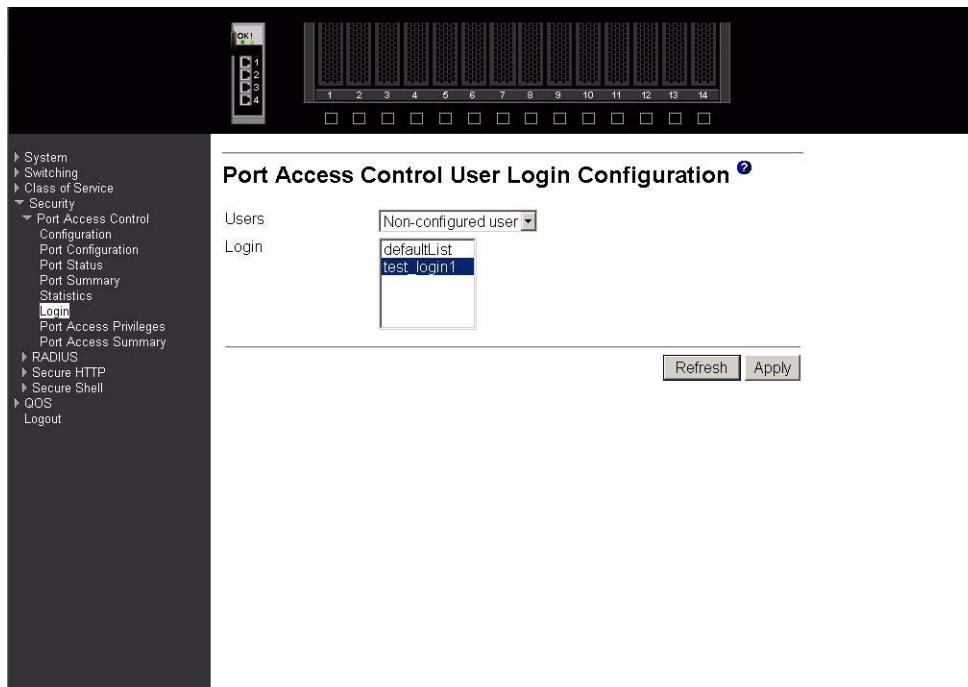 OK!
1
2
3
4
1 2 3 4 5 6 7 8 9 10 11 12 13 14
System
Switching
Class of Service
Security
Port Access Control
Configuration
Port Configuration
Port Status
Port Summary
Statistics
Login
Port Access Privileges
Port Access Summary
RADIUS
Secure HTTP
Secure Shell
QOS
Logout
Port Access Control User Login Configuration ?
Users Non-configured user
Login defaultList
test_login1
Refresh Apply